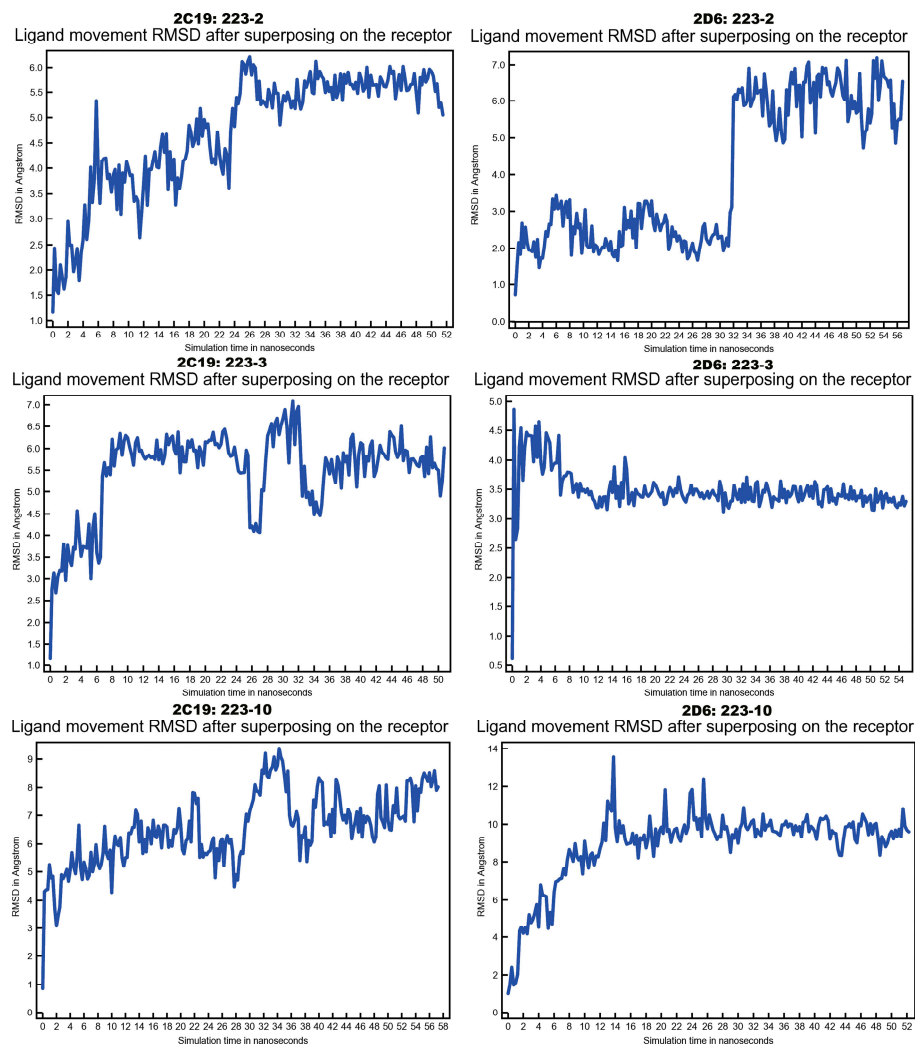 2C19: 223-2
Ligand movement RMSD after superposing on the receptor
RMSD in Angstrom
6.0
5.5
5.0
4.5
4.0
3.5
3.0
2.5
2.0
1.5
1.0
0 2 4 6 8 10 12 14 16 18 20 22 24 26 28 30 32 34 36 38 40 42 44 46 48 50 52
Simulation time in nanoseconds
2D6: 223-2
Ligand movement RMSD after superposing on the receptor
RMSD in Angstrom
7.0
6.0
5.0
4.0
3.0
2.0
1.0
0.0
0 2 4 6 8 10 12 14 16 18 20 22 24 26 28 30 32 34 36 38 40 42 44 46 48 50 52 54 56
Simulation time in nanoseconds
2C19: 223-3
Ligand movement RMSD after superposing on the receptor
RMSD in Angstrom
7.0
6.5
6.0
5.5
5.0
4.5
4.0
3.5
3.0
2.5
2.0
1.5
1.0
0 2 4 6 8 10 12 14 16 18 20 22 24 26 28 30 32 34 36 38 40 42 44 46 48 50
Simulation time in nanoseconds
2D6: 223-3
Ligand movement RMSD after superposing on the receptor
RMSD in Angstrom
5.0
4.5
4.0
3.5
3.0
2.5
2.0
1.5
1.0
0.5
0 2 4 6 8 10 12 14 16 18 20 22 24 26 28 30 32 34 36 38 40 42 44 46 48 50 52 54
Simulation time in nanoseconds
2C19: 223-10
Ligand movement RMSD after superposing on the receptor
RMSD in Angstrom
9
8
7
6
5
4
3
2
1
0
0 2 4 6 8 10 12 14 16 18 20 22 24 26 28 30 32 34 36 38 40 42 44 46 48 50 52 54 56 58
Simulation time in nanoseconds
2D6: 223-10
Ligand movement RMSD after superposing on the receptor
RMSD in Angstrom
14
12
10
8
6
4
2
0
0 2 4 6 8 10 12 14 16 18 20 22 24 26 28 30 32 34 36 38 40 42 44 46 48 50 52
Simulation time in nanoseconds